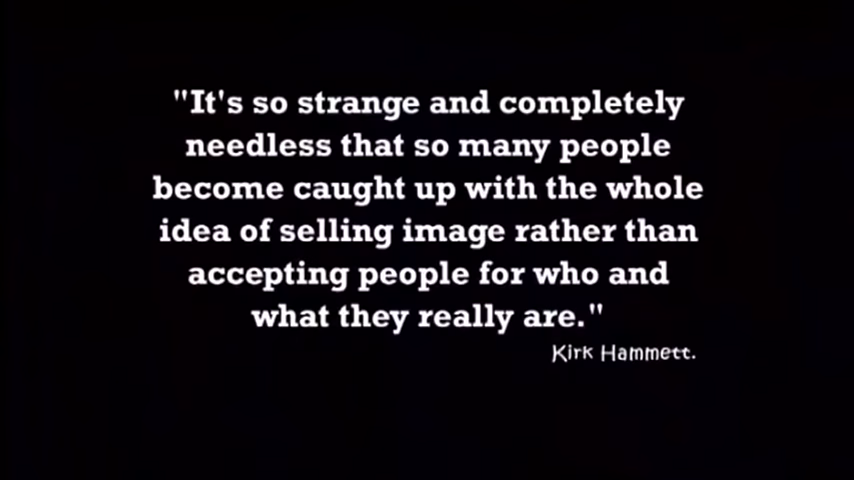 "It's so strange and completely
needless that so many people
become caught up with the whole
idea of selling image rather than
accepting people for who and
what they really are."
Kirk Hammett.